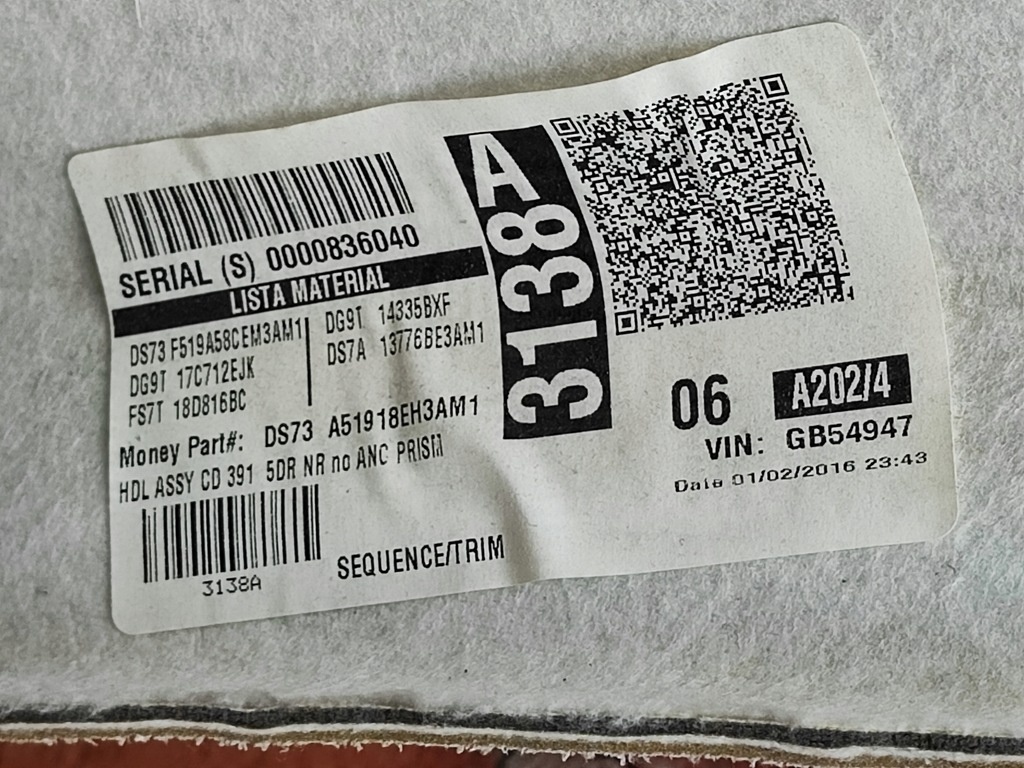 SERIAL (S) 0000836040
LISTA MATERIAL
DS73 F519A58CEM3AM1
DG9T 17C712EJK
FS7T 18D816BC
DG9T 14335BXF
DS7A 13776BE3AM1
Money Part#: DS73 A51918EH3AM1
HDL ASSY CD 391 5DR NR no ANC PRISM
3138A
SEQUENCE/TRIM
3138A
06 A202/4
VIN: GB54947
Date 01/02/2016 23:43